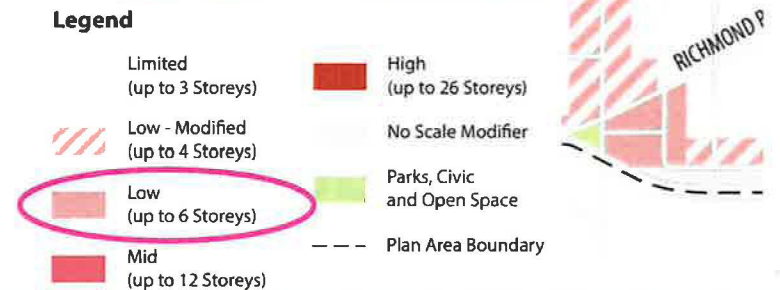 Legend
Limited
(up to 3 Storeys)
Low - Modified
(up to 4 Storeys)
Low
(up to 6 Storeys)
Mid
(up to 12 Storeys)
High
(up to 26 Storeys)
No Scale Modifier
Parks, Civic
and Open Space
Plan Area Boundary
RICHMOND